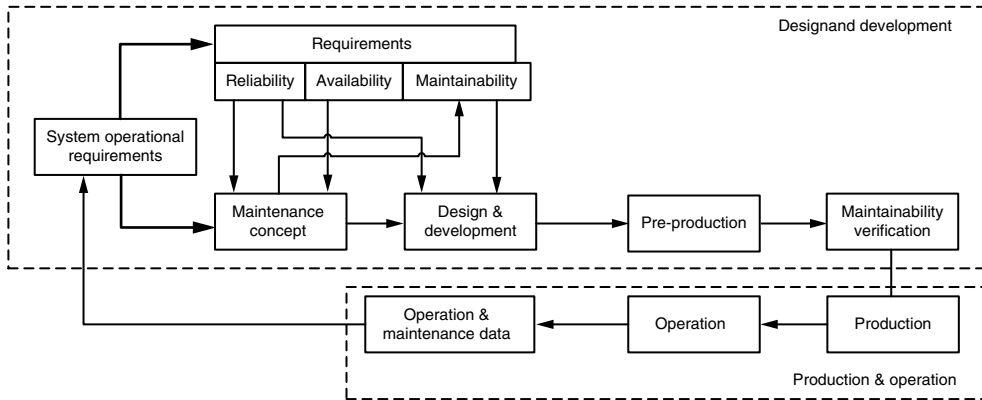 Designand development
Requirements
Reliability
Availability
Maintainability
System operational
requirements
Maintenance
concept
Design &
development
Pre-production
Maintainability
verification
Operation &
maintenance data
Operation
Production
Production & operation